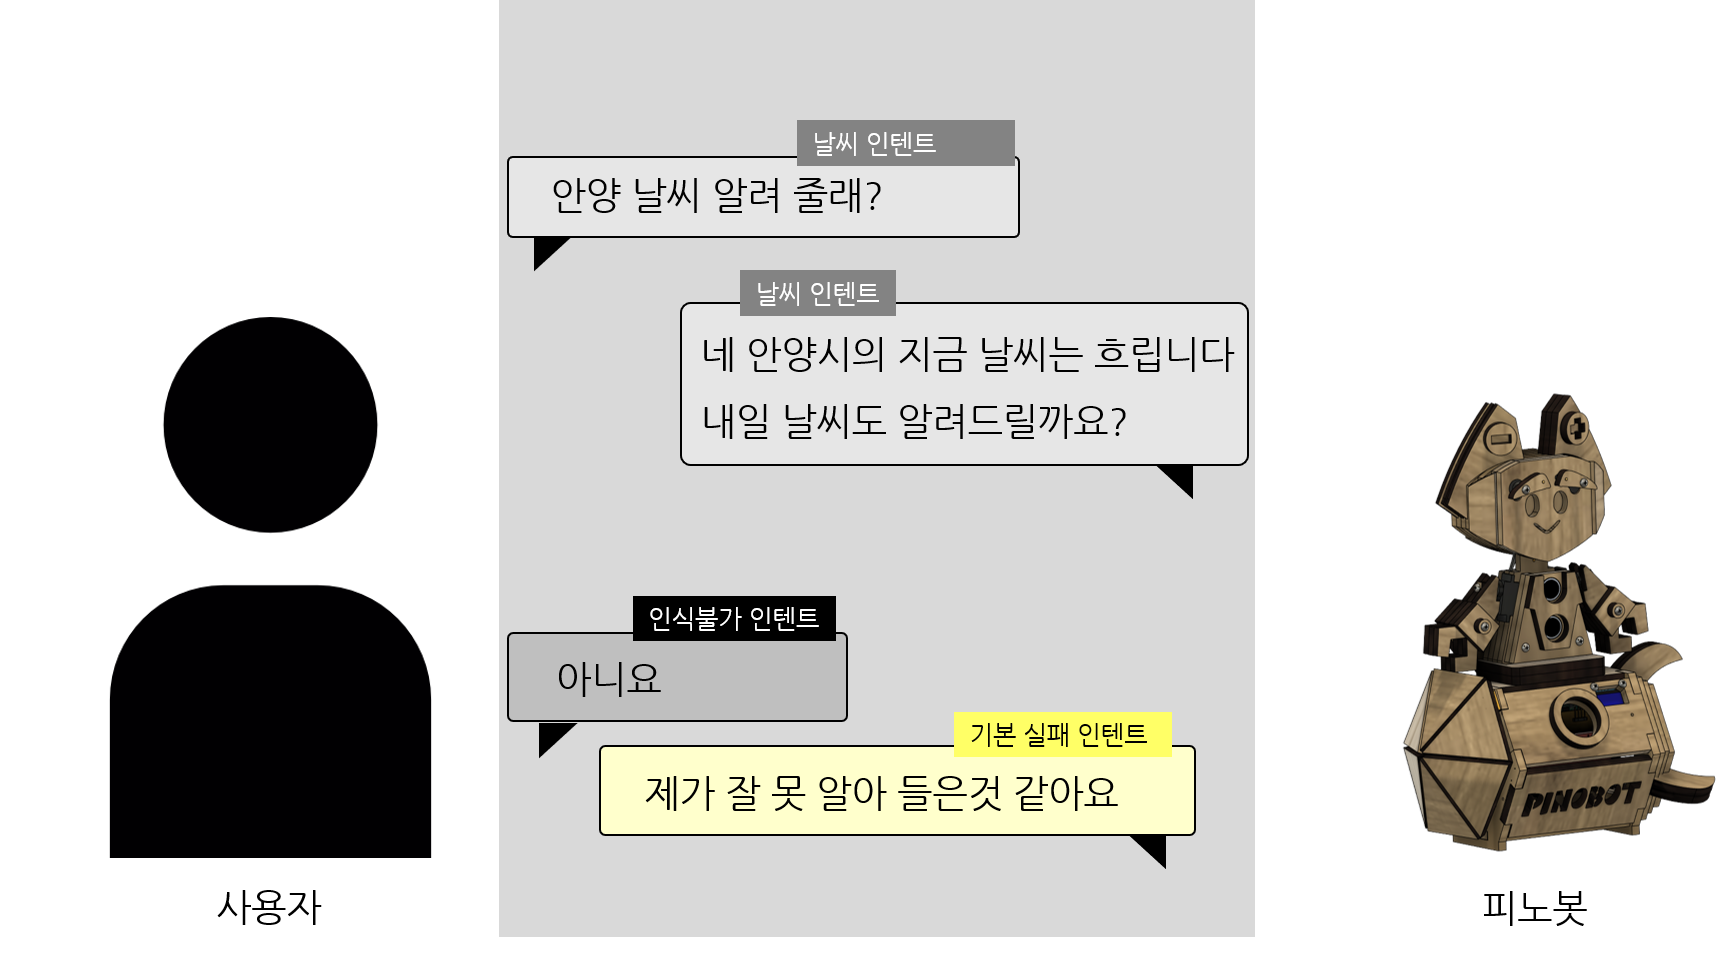 날씨 인텐트
안양 날씨 알려 줄래?
날씨 인텐트
네 안양시의 지금 날씨는 흐립니다
내일 날씨도 알려드릴까요?
인식불가 인텐트
아니요
기본 실패 인텐트
제가 잘 못 알아 들은것 같아요
PINOBOT
사용자
피노봇